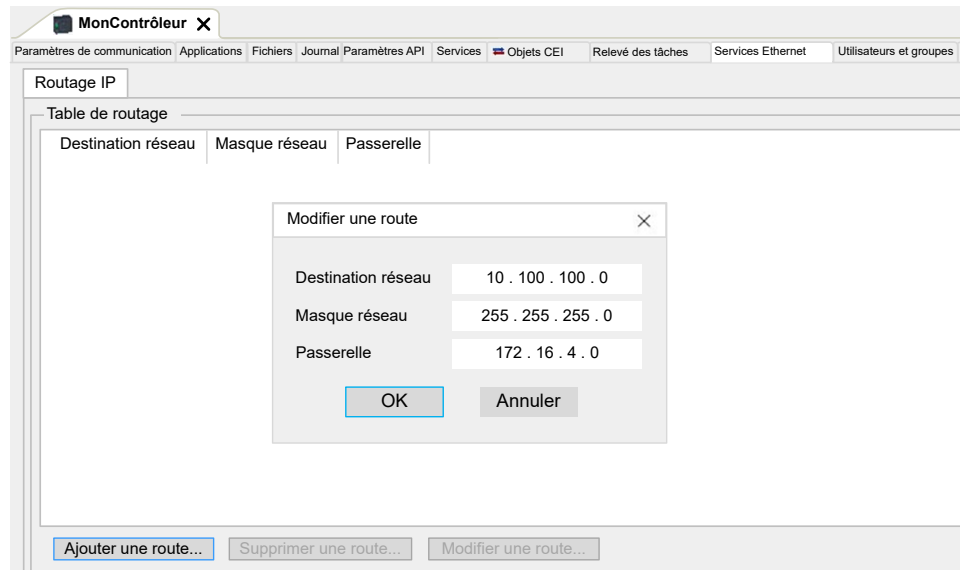 MonContrôleur
Paramètres de communication Applications Fichiers Journal Paramètres API Services Objets CEI Relevé des tâches Services Ethernet Utilisateurs et groupes
Routage IP
Table de routage
Destination réseau Masque réseau Passerelle
Modifier une route
Destination réseau 10 . 100 . 100 . 0
Masque réseau 255 . 255 . 255 . 0
Passerelle 172 . 16 . 4 . 0
OK Annuler
Ajouter une route... Supprimer une route... Modifier une route...